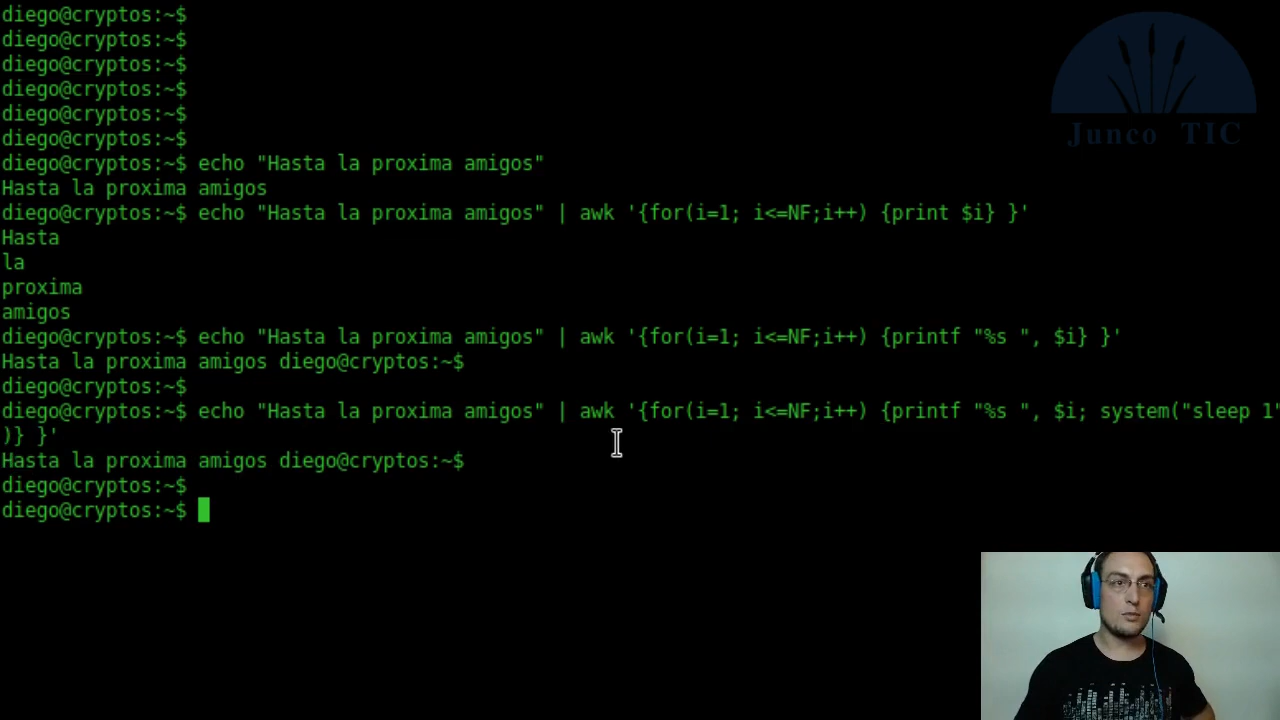 diego@cryptos:~$
diego@cryptos:~$
diego@cryptos:~$
diego@cryptos:~$
diego@cryptos:~$
diego@cryptos:~$
diego@cryptos:~$ echo "Hasta la proxima amigos"
Hasta la proxima amigos
diego@cryptos:~$ echo "Hasta la proxima amigos" | awk '{for(i=1; i<=NF;i++) {print $i} }'
Hasta
la
proxima
amigos
diego@cryptos:~$ echo "Hasta la proxima amigos" | awk '{for(i=1; i<=NF;i++) {printf "%s ", $i} }'
Hasta la proxima amigos diego@cryptos:~$
diego@cryptos:~$
diego@cryptos:~$ echo "Hasta la proxima amigos" | awk '{for(i=1; i<=NF;i++) {printf "%s ", $i; system("sleep 1"
)} }'
Hasta la proxima amigos diego@cryptos:~$
diego@cryptos:~$
diego@cryptos:~$
Junco TIC